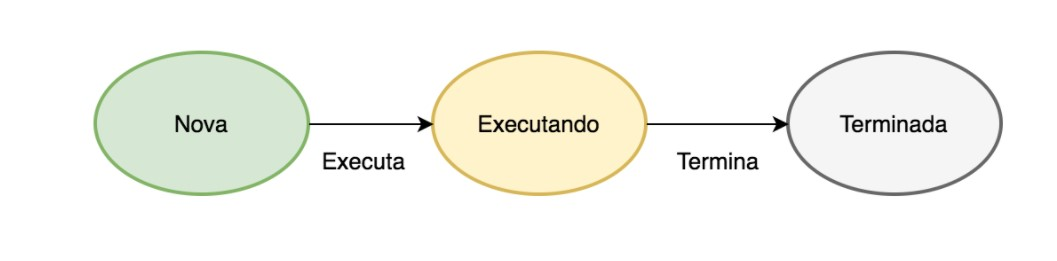 Nova
Executa
Executando
Termina
Terminada